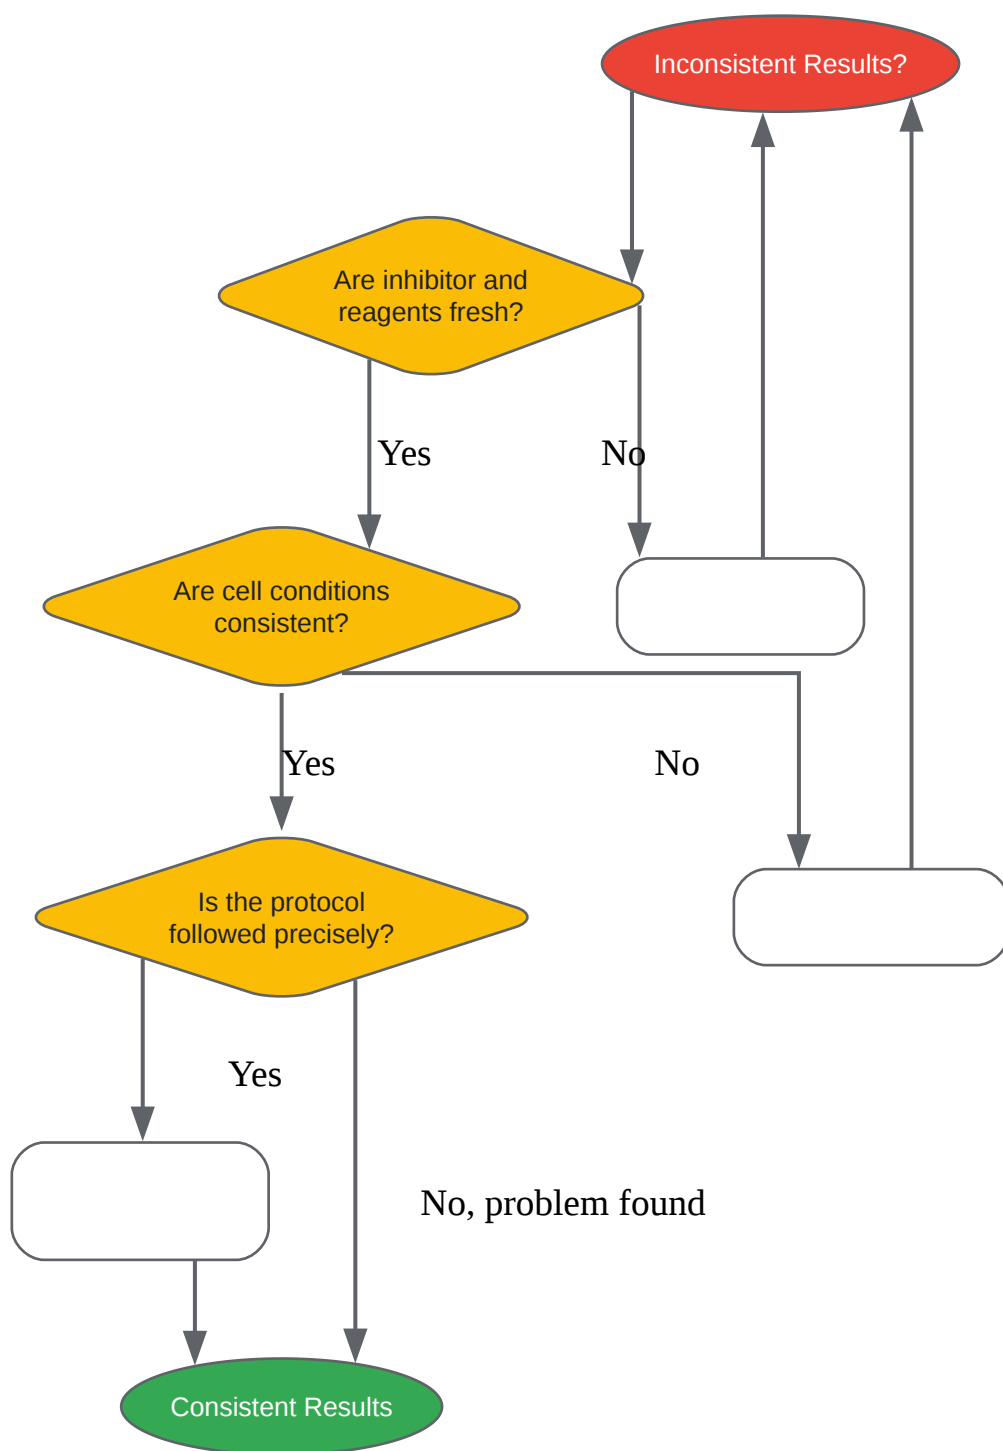 Inconsistent Results?
Are inhibitor and
reagents fresh?
Yes
No
Are cell conditions
consistent?
Yes
No
Is the protocol
followed precisely?
Yes
No, problem found
Consistent Results